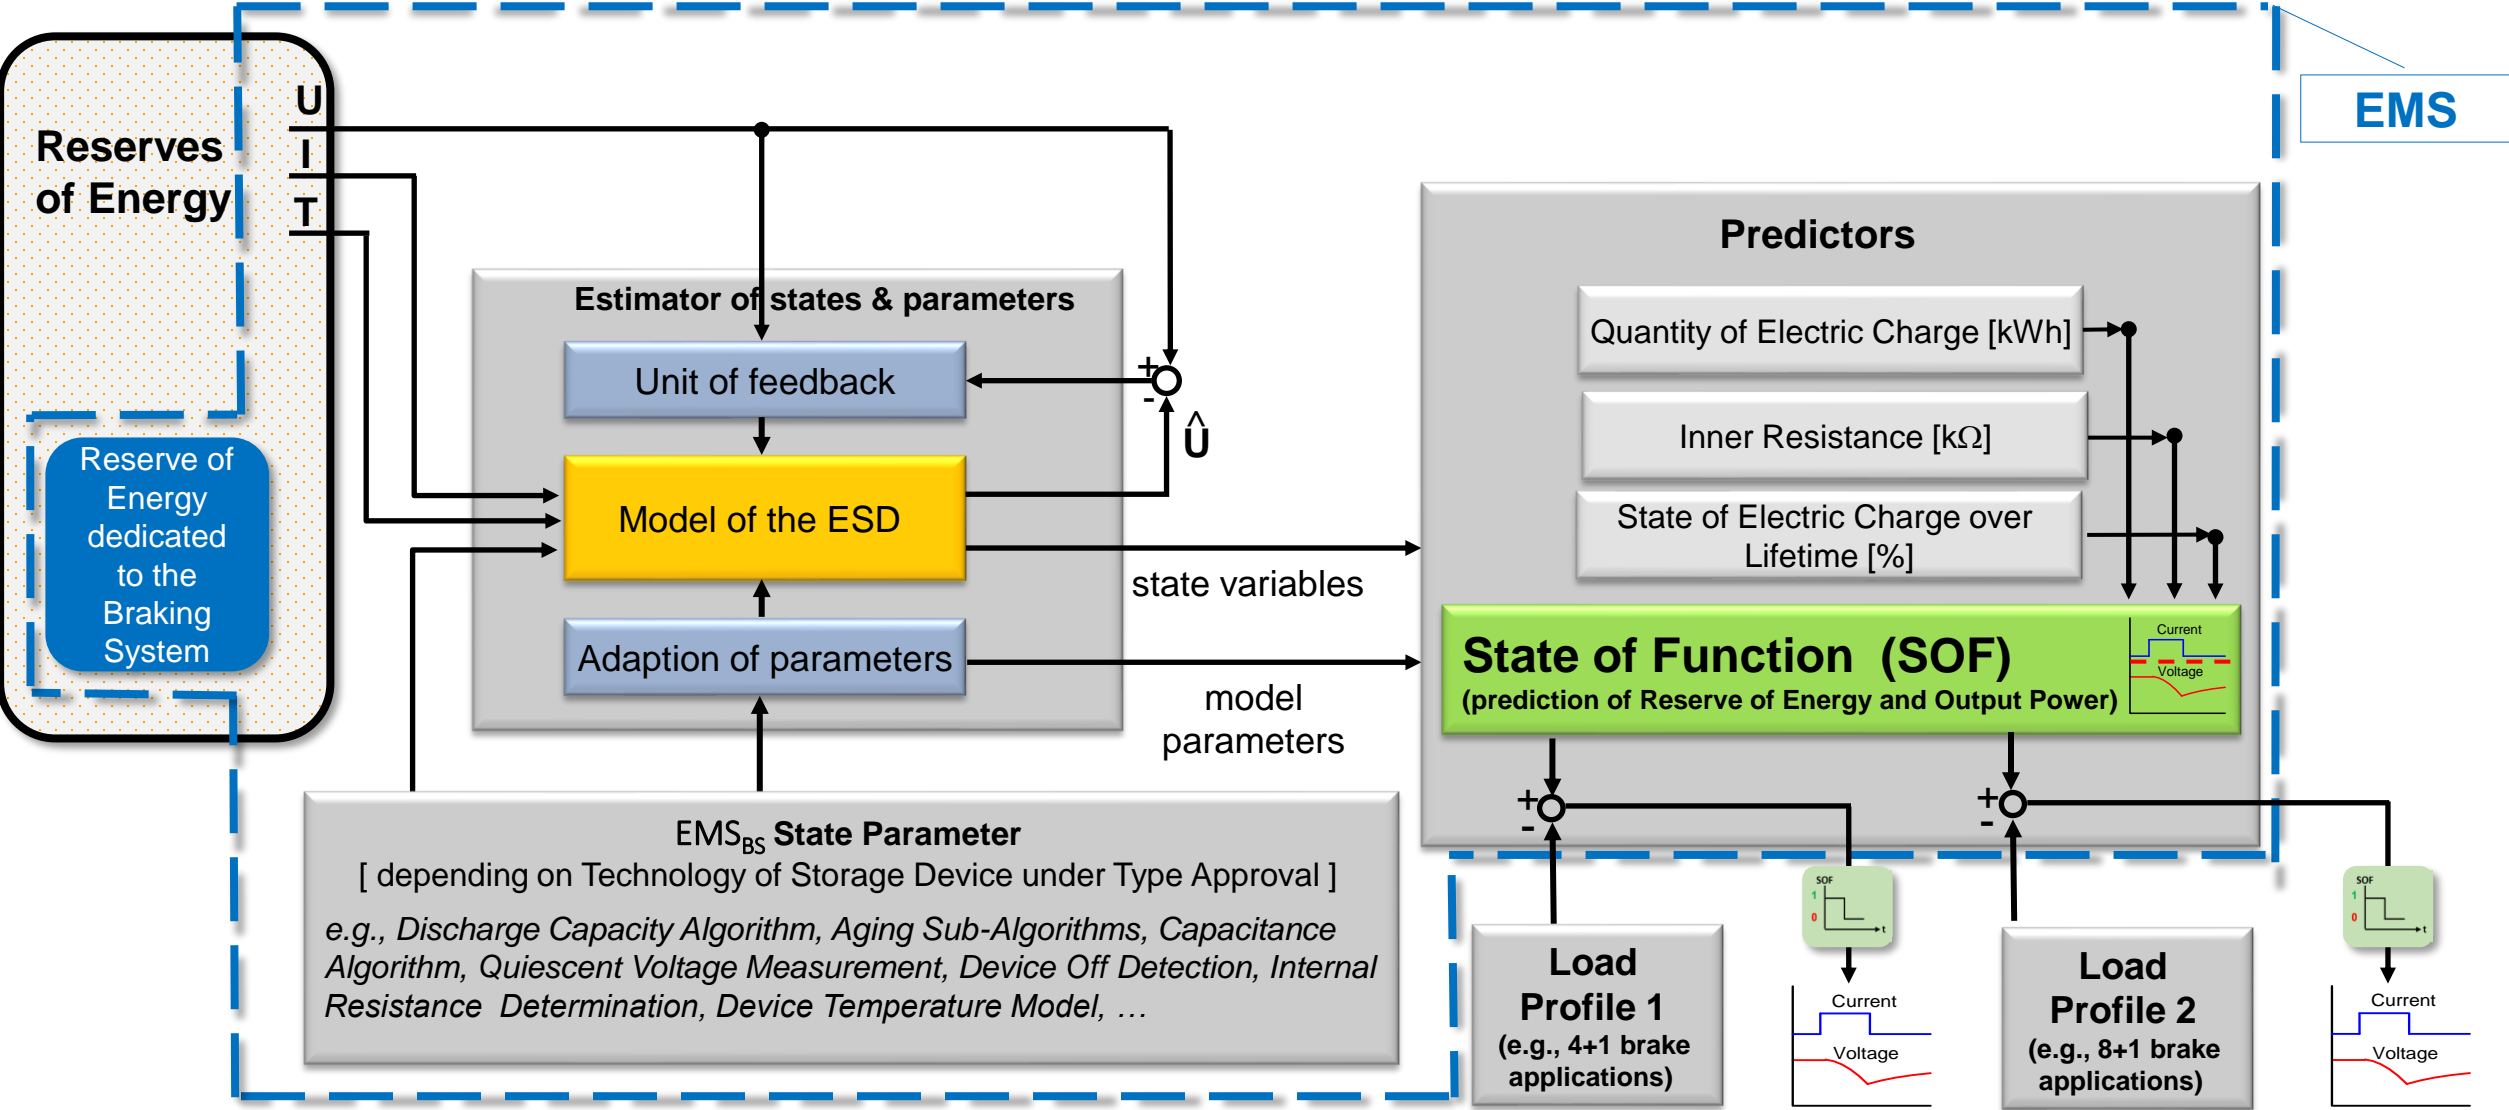 EMS
Reserves
of Energy
U
I
T
Reserve of
Energy
dedicated
to the
Braking
System
Estimator of states & parameters
Unit of feedback
Model of the ESD
Adaption of parameters
+
-
Û
state variables
model
parameters
Predictors
Quantity of Electric Charge [kWh]
Inner Resistance [kΩ]
State of Electric Charge over
Lifetime [%]
State of Function (SOF)
(prediction of Reserve of Energy and Output Power)
Current
Voltage
+
-
+
-
EMS_BS State Parameter
[ depending on Technology of Storage Device under Type Approval ]
e.g., Discharge Capacity Algorithm, Aging Sub-Algorithms, Capacitance
Algorithm, Quiescent Voltage Measurement, Device Off Detection, Internal
Resistance Determination, Device Temperature Model, …
Load
Profile 1
(e.g., 4+1 brake
applications)
SOF
1
0
t
Current
Voltage
Load
Profile 2
(e.g., 8+1 brake
applications)
SOF
1
0
t
Current
Voltage